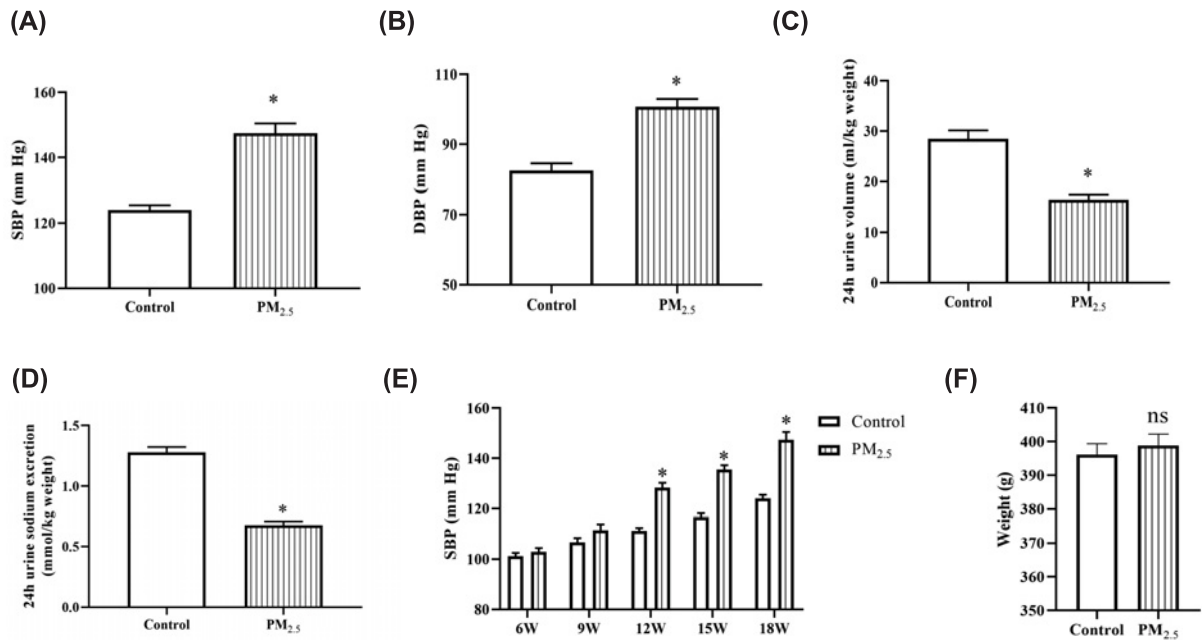 (A)
SBP (mm Hg)
160
140
120
100
*
Control
PM2.5
(B)
DBP (mm Hg)
110
90
70
50
*
Control
PM2.5
(C)
24h urine volume (ml/kg weight)
40
30
20
10
0
*
Control
PM2.5
(D)
24h urine sodium excretion
(mmol/kg weight)
1.5
1.0
0.5
0.0
*
Control
PM2.5
(E)
SBP (mm Hg)
160
140
120
100
80
*
*
*
6W
9W
12W
15W
18W
Control
PM2.5
(F)
Weight (g)
410
400
390
380
370
360
350
ns
Control
PM2.5